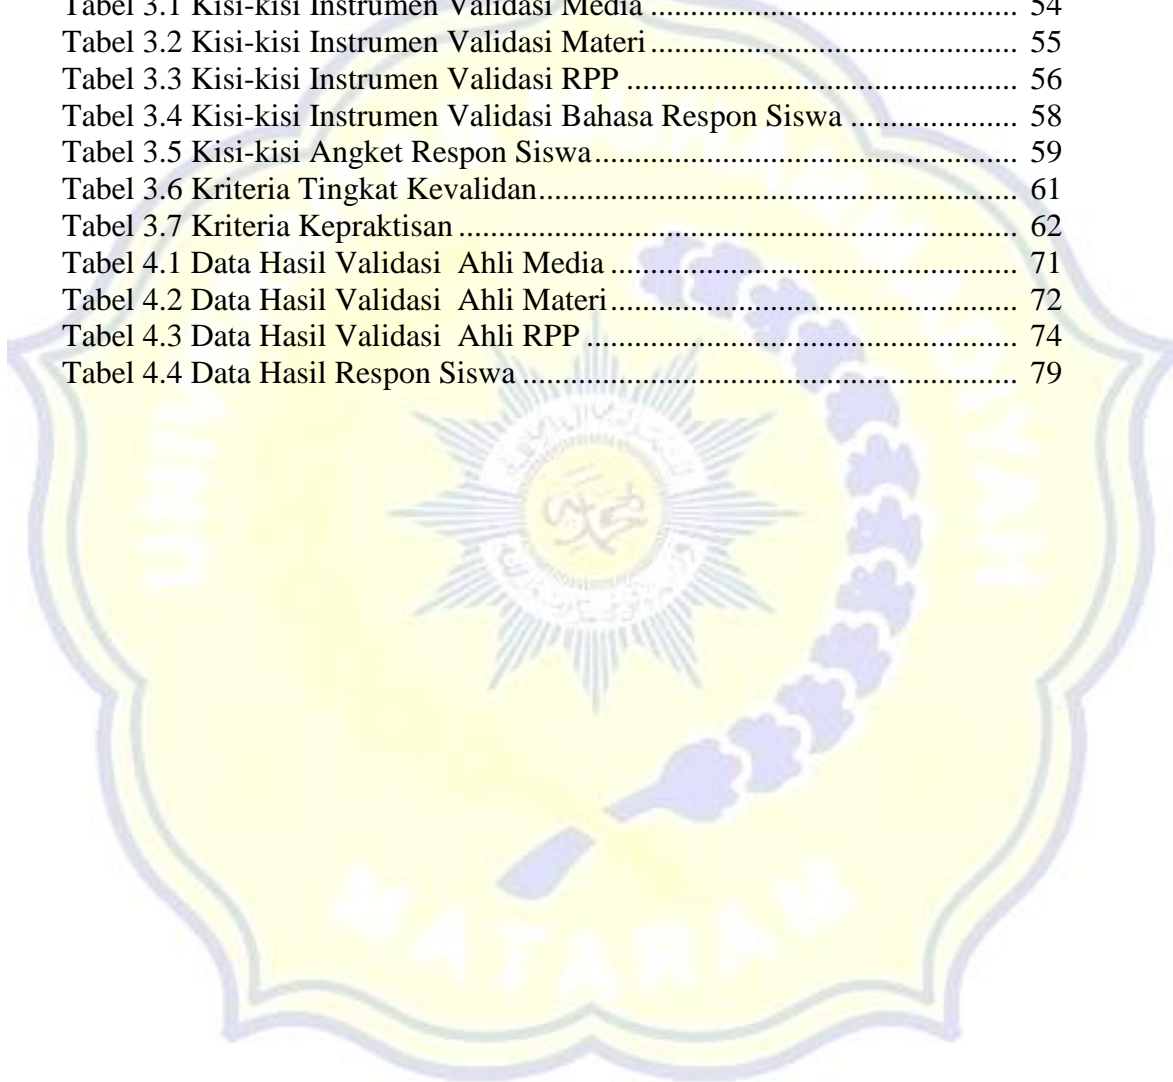 Tabel 3.1 Kisi-kisi Instrumen Validasi Media ........................................... 54
Tabel 3.2 Kisi-kisi Instrumen Validasi Materi ........................................... 55
Tabel 3.3 Kisi-kisi Instrumen Validasi RPP .............................................. 56
Tabel 3.4 Kisi-kisi Instrumen Validasi Bahasa Respon Siswa ................... 58
Tabel 3.5 Kisi-kisi Angket Respon Siswa .................................................. 59
Tabel 3.6 Kriteria Tingkat Kevalidan ......................................................... 61
Tabel 3.7 Kriteria Kepraktisan ................................................................... 62
Tabel 4.1 Data Hasil Validasi  Ahli Media ................................................ 71
Tabel 4.2 Data Hasil Validasi  Ahli Materi ................................................ 72
Tabel 4.3 Data Hasil Validasi  Ahli RPP ................................................... 74
Tabel 4.4 Data Hasil Respon Siswa ........................................................... 79
MATARAM